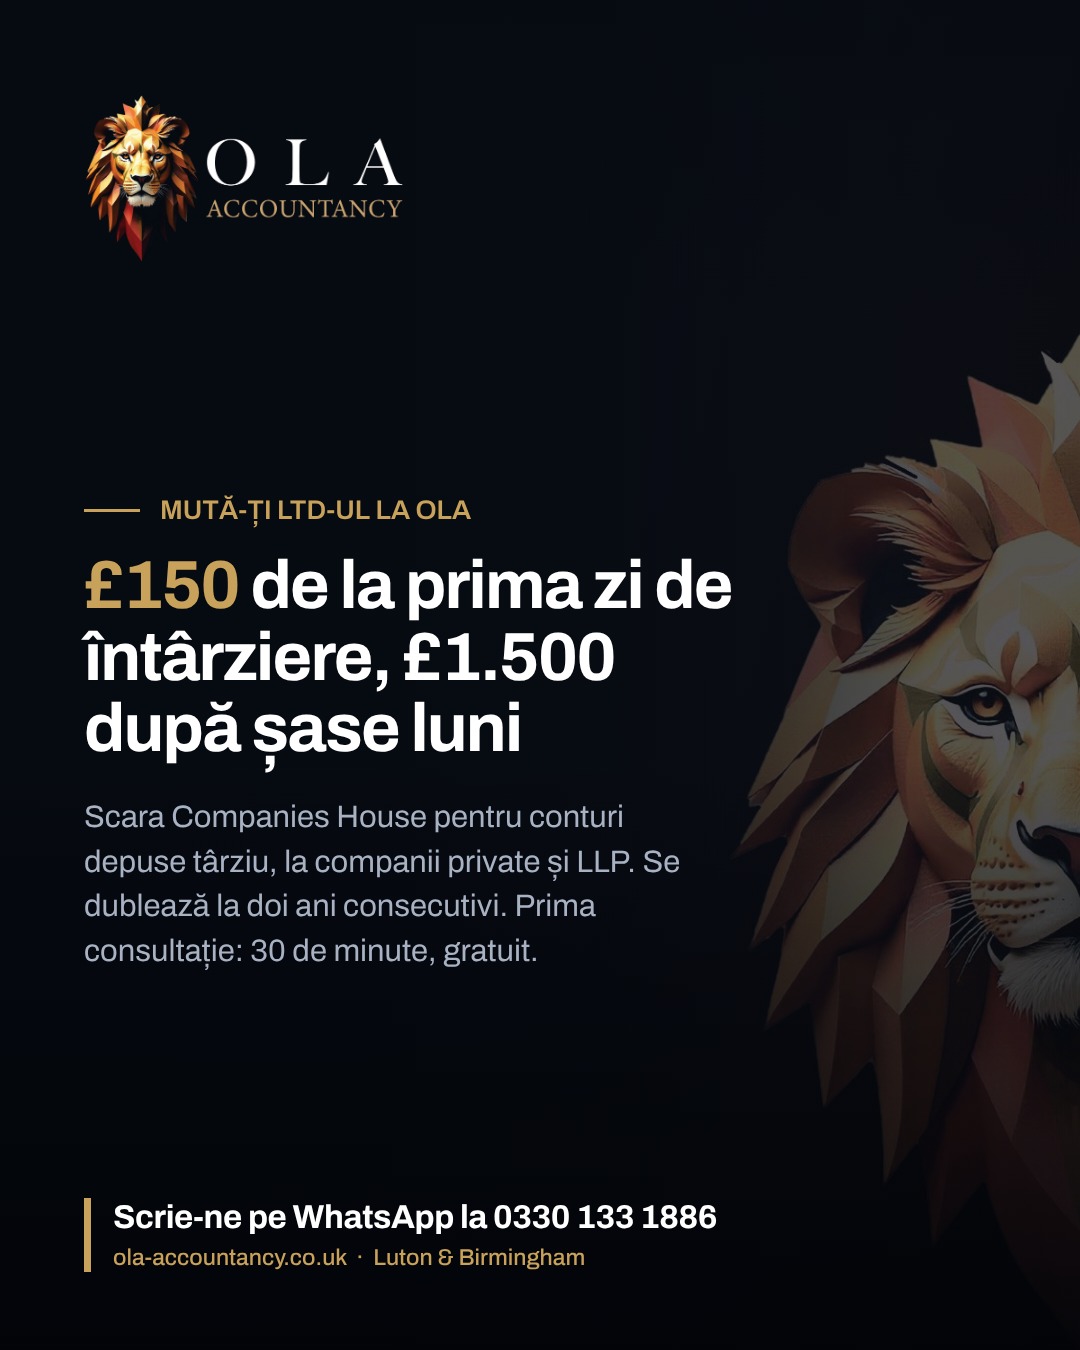 OLA
ACCOUNTANCY
MUTĂ-ȚI LTD-UL LA OLA
£150 de la prima zi de
întârziere, £1.500
după șase luni
Scara Companies House pentru conturi
depuse târziu, la companii private și LLP. Se
dublează la doi ani consecutivi. Prima
consultație: 30 de minute, gratuit.
Scrie-ne pe WhatsApp la 0330 133 1886
ola-accountancy.co.uk · Luton & Birmingham